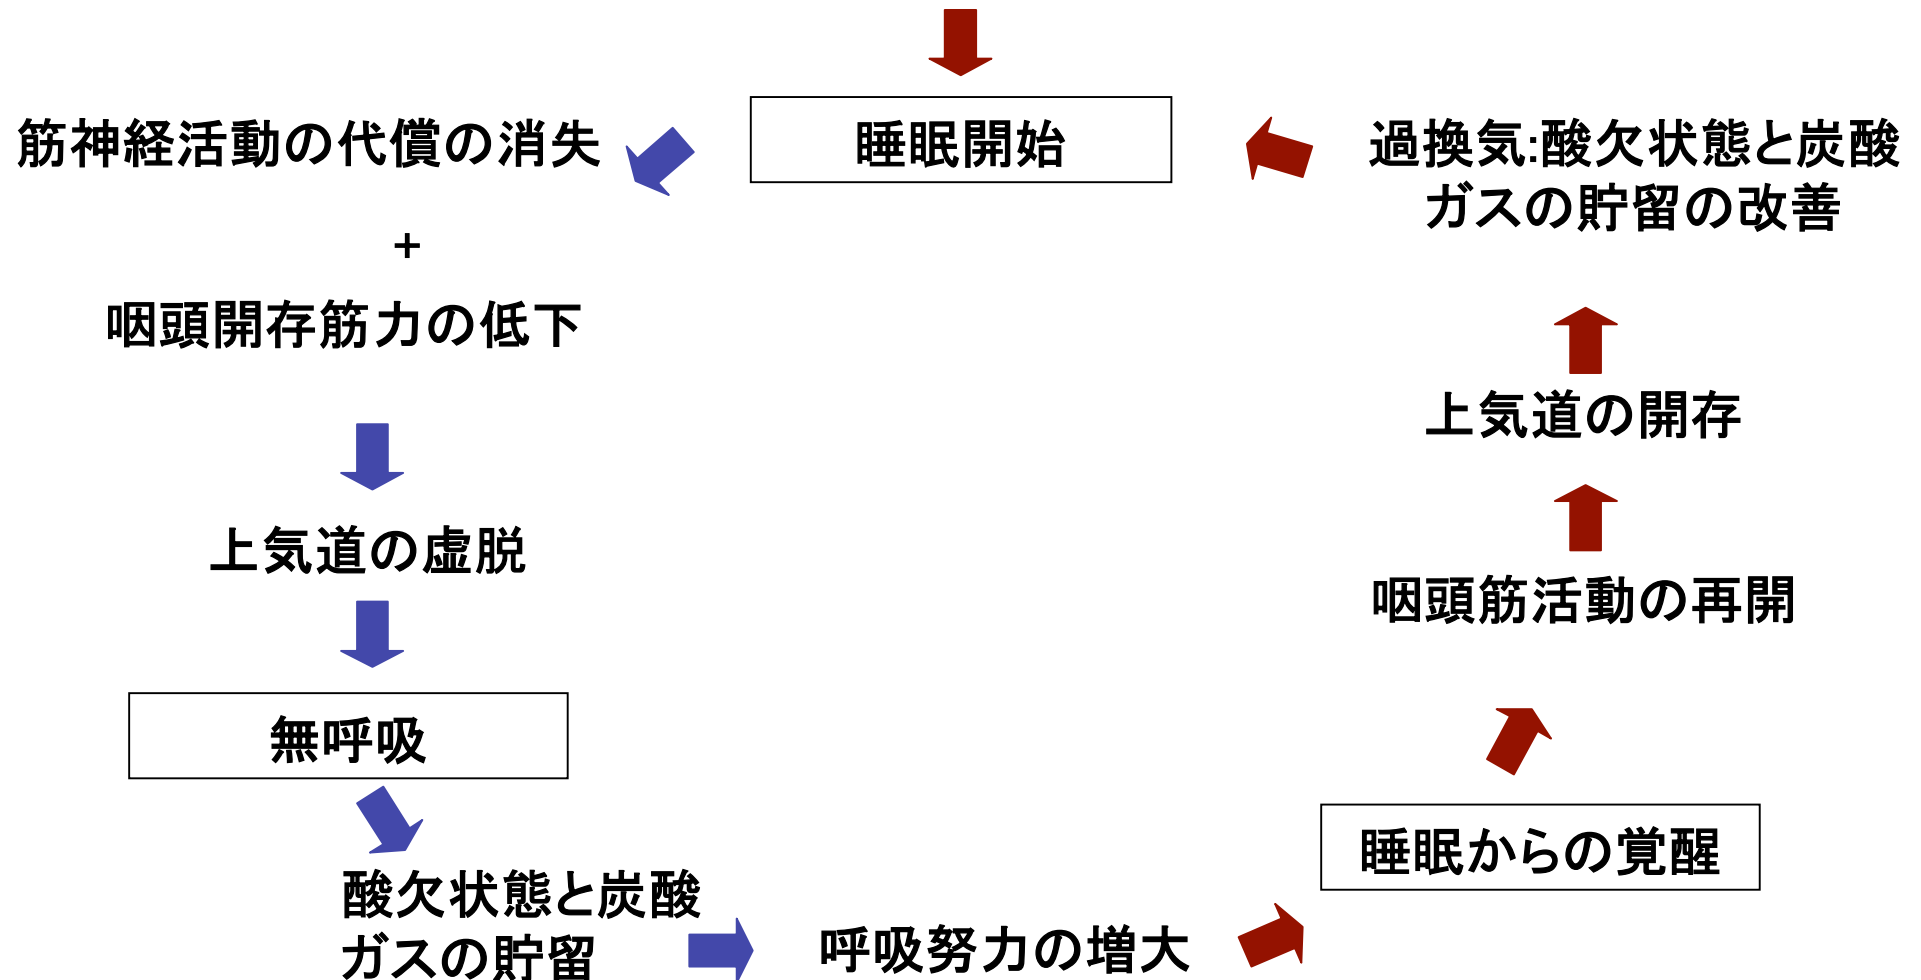 睡眠開始
筋神経活動の代償の消失
+
咽頭開存筋力の低下
上気道の虚脱
無呼吸
酸欠状態と炭酸
ガスの貯留
呼吸努力の増大
睡眠からの覚醒
咽頭筋活動の再開
上気道の開存
過換気:酸欠状態と炭酸
ガスの貯留の改善